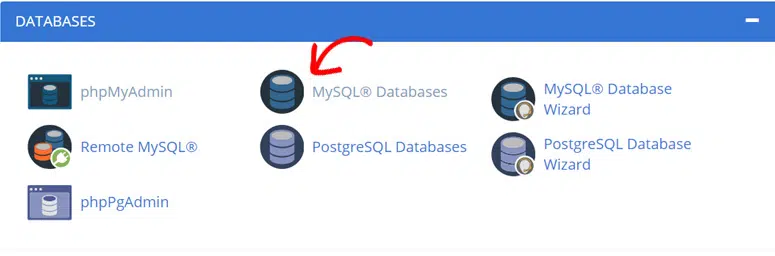 DATABASES
phpMyAdmin
MySQL® Databases
MySQL® Database
Wizard
Remote MySQL®
PostgreSQL Databases
PostgreSQL Database
Wizard
phpPgAdmin